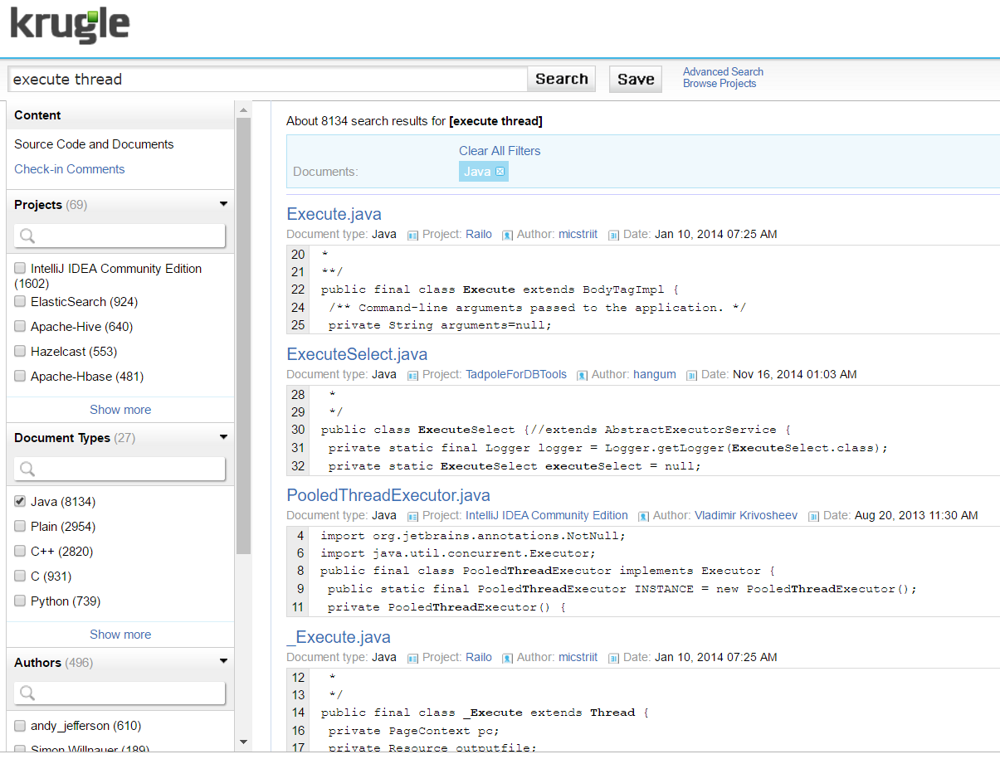 krugle
execute thread
Search
Save
Advanced Search
Browse Projects
Content
Source Code and Documents
Check-in Comments
Projects (69)
IntelliJ IDEA Community Edition
(1602)
ElasticSearch (924)
Apache-Hive (640)
Hazelcast (553)
Apache-Hbase (481)
Show more
Document Types (27)
Java (8134)
Plain (2954)
C++ (2820)
C (931)
Python (739)
Show more
Authors (496)
andy_jefferson (610)
Simon Willnauer (189)
About 8134 search results for [execute thread]
Clear All Filters
Documents: Java
Execute.java
Document type: Java Project: Railo Author: micstriit Date: Jan 10, 2014 07:25 AM
20 *
21 **/
22 public final class Execute extends BodyTagImpl {
24 /** Command-line arguments passed to the application. */
25 private String arguments=null;
ExecuteSelect.java
Document type: Java Project: TadpoleForDBTools Author: hangum Date: Nov 16, 2014 01:03 AM
28 *
29 */
30 public class ExecuteSelect {//extends AbstractExecutorService {
31 private static final Logger logger = Logger.getLogger(ExecuteSelect.class);
32 private static ExecuteSelect executeSelect = null;
PooledThreadExecutor.java
Document type: Java Project: IntelliJ IDEA Community Edition Author: Vladimir Krivosheev Date: Aug 20, 2013 11:30 AM
4 import org.jetbrains.annotations.NotNull;
6 import java.util.concurrent.Executor;
8 public final class PooledThreadExecutor implements Executor {
9 public static final PooledThreadExecutor INSTANCE = new PooledThreadExecutor();
11 private PooledThreadExecutor() {
_Execute.java
Document type: Java Project: Railo Author: micstriit Date: Jan 10, 2014 07:25 AM
12 *
13 */
14 public final class _Execute extends Thread {
16 private PageContext pc;
17 private Resource outputfile;